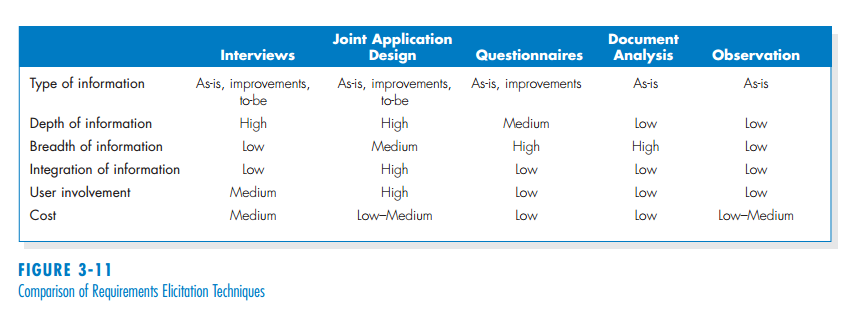 Joint Application Document
Interviews Design Questionnaires Analysis Observation
Type of information As-is, improvements, As-is, improvements, As-is, improvements As-is As-is
to-be to-be
Depth of information High High Medium Low Low
Breadth of information Low Medium High High Low
Integration of information Low High Low Low Low
User involvement Medium High Low Low Low
Cost Medium Low–Medium Low Low Low–Medium
FIGURE 3-11
Comparison of Requirements Elicitation Techniques